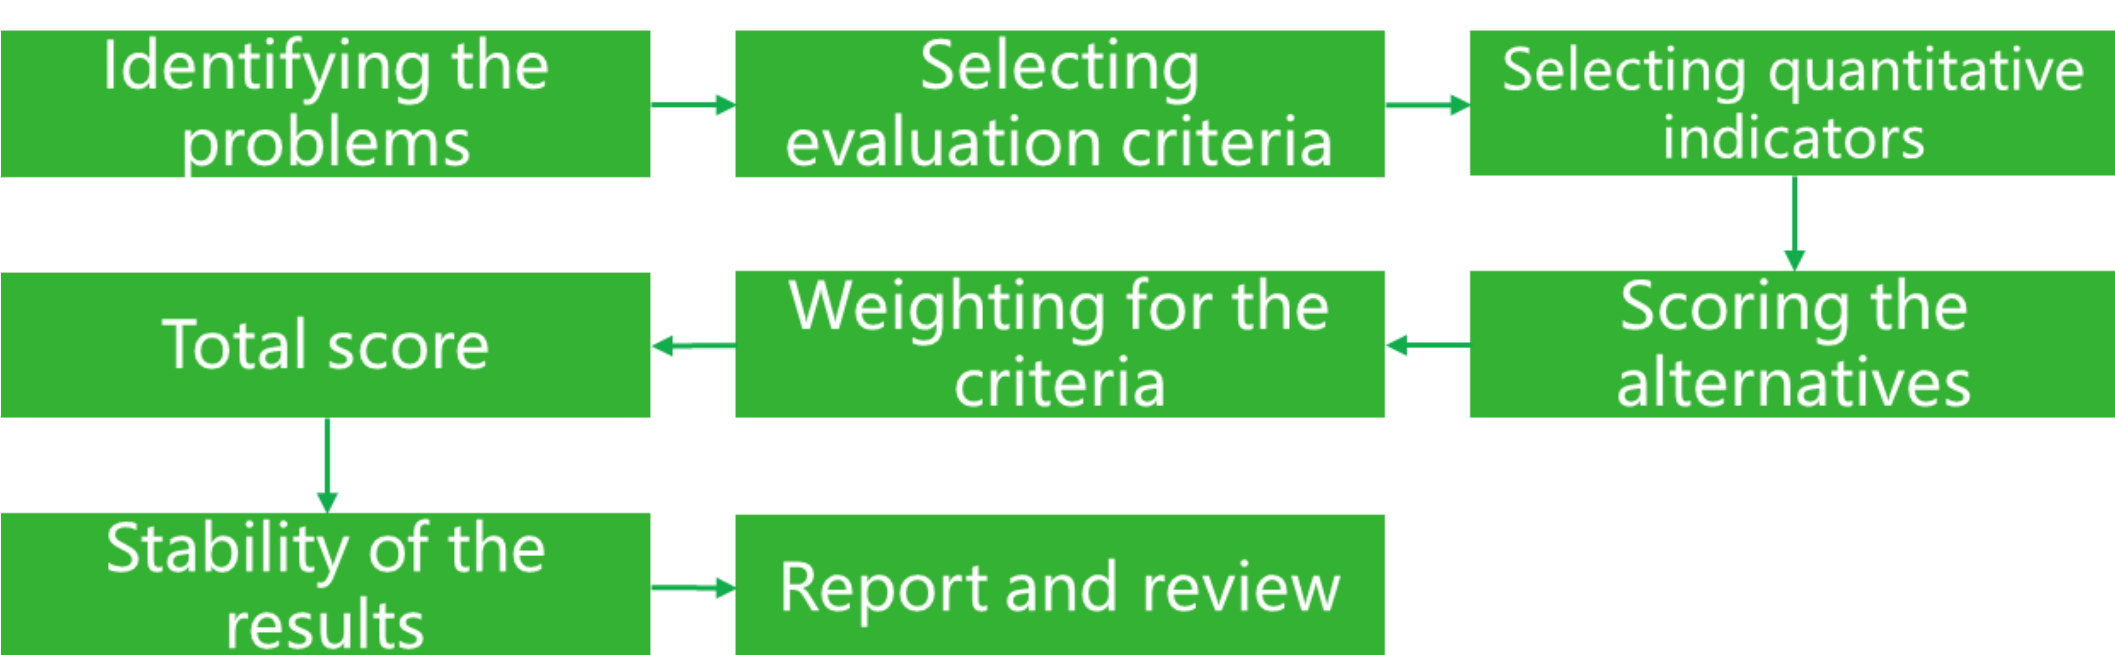 Identifying the
problems
Selecting
evaluation criteria
Selecting quantitative
indicators
Scoring the
alternatives
Weighting for the
criteria
Total score
Stability of the
results
Report and review